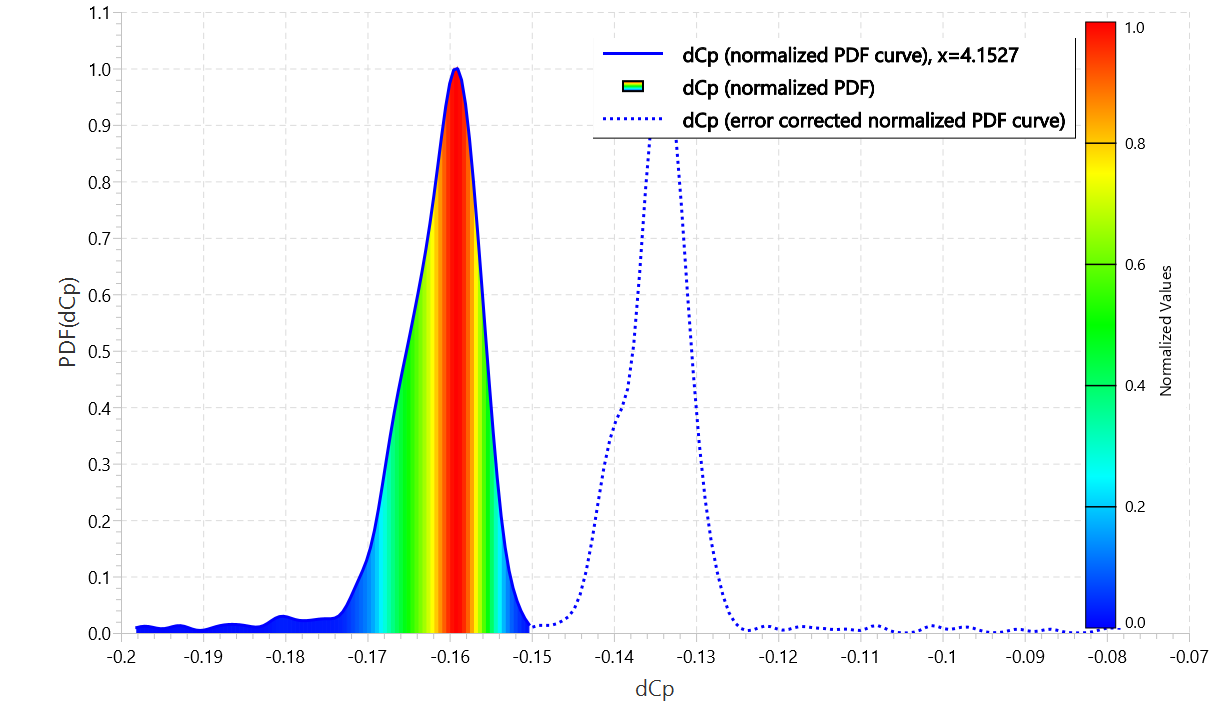 1.1
1.0
0.9
0.8
0.7
0.6
0.5
0.4
0.3
0.2
0.1
0.0
PDF(dCp)
-0.2 -0.19 -0.18 -0.17 -0.16 -0.15 -0.14 -0.13 -0.12 -0.11 -0.1 -0.09 -0.08 -0.07
dCp
dCp (normalized PDF curve), x=4.1527
dCp (normalized PDF)
dCp (error corrected normalized PDF curve)
1.0
0.8
0.6
0.4
0.2
0.0
Normalized Values